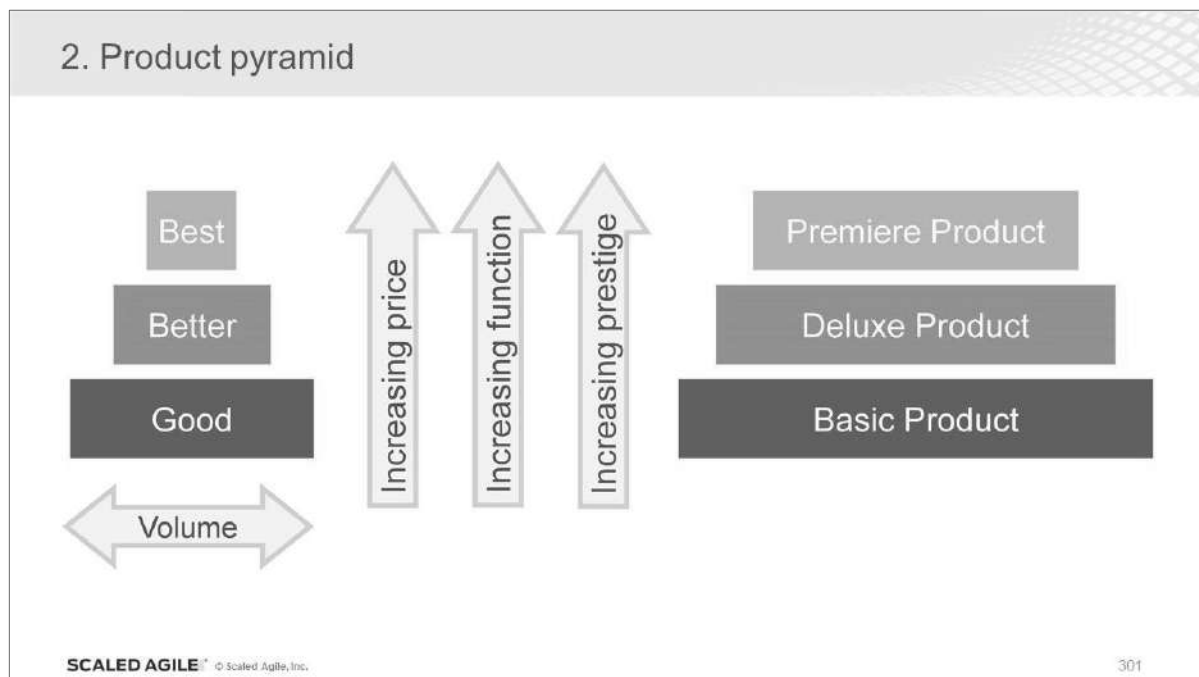 2. Product pyramid
Best
Better
Good
Volume
Increasing price
Increasing function
Increasing prestige
Premiere Product
Deluxe Product
Basic Product
SCALED AGILE © Scaled Agile, Inc.
301